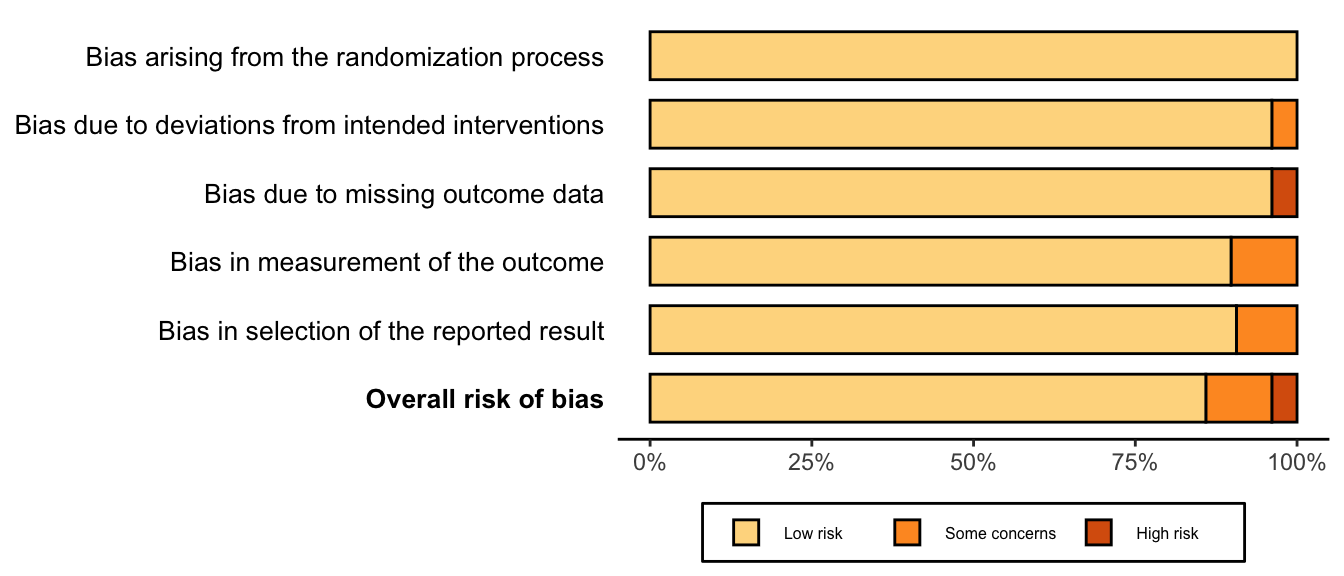 Bias arising from the randomization process
Bias due to deviations from intended interventions
Bias due to missing outcome data
Bias in measurement of the outcome
Bias in selection of the reported result
Overall risk of bias
0% 25% 50% 75% 100%
Low risk Some concerns High risk